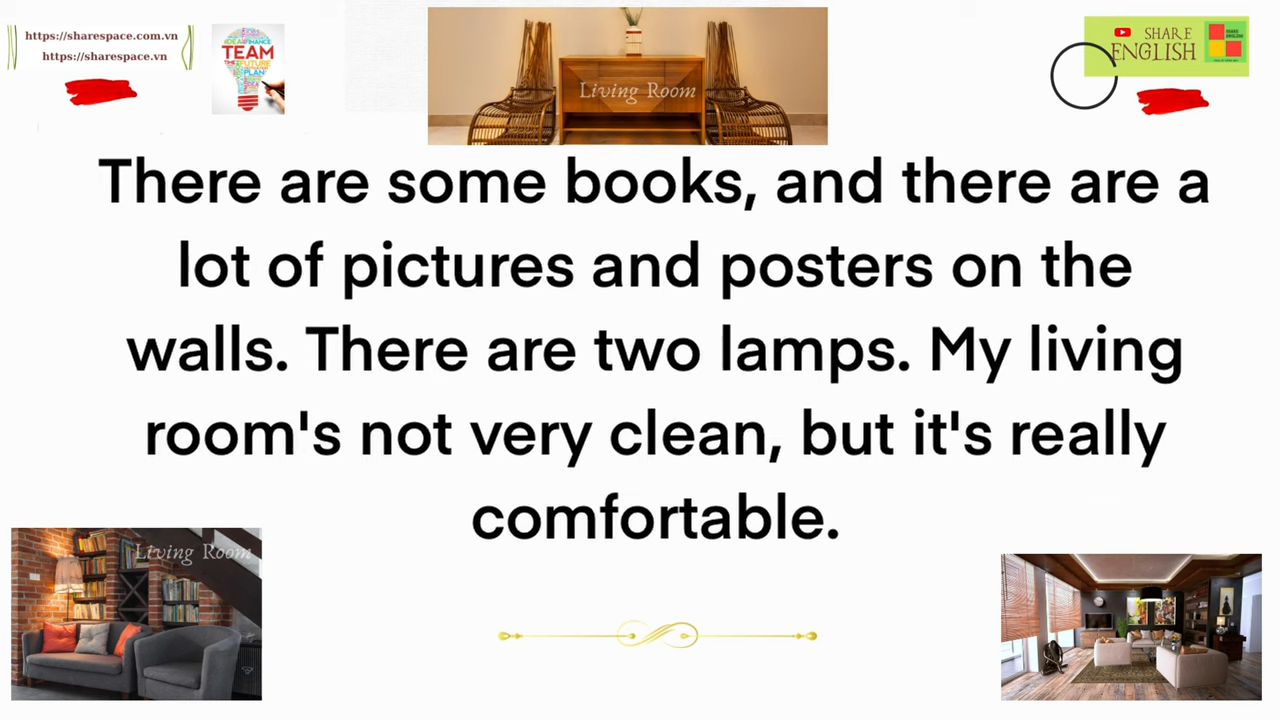 https://sharespace.com.vn
https://sharespace.vn
IDEA FINANCE
TEAM
FUTURE
PLAN
Living Room
SHARE
ENGLISH
There are some books, and there are a
lot of pictures and posters on the
walls. There are two lamps. My living
room's not very clean, but it's really
comfortable.
Living Room